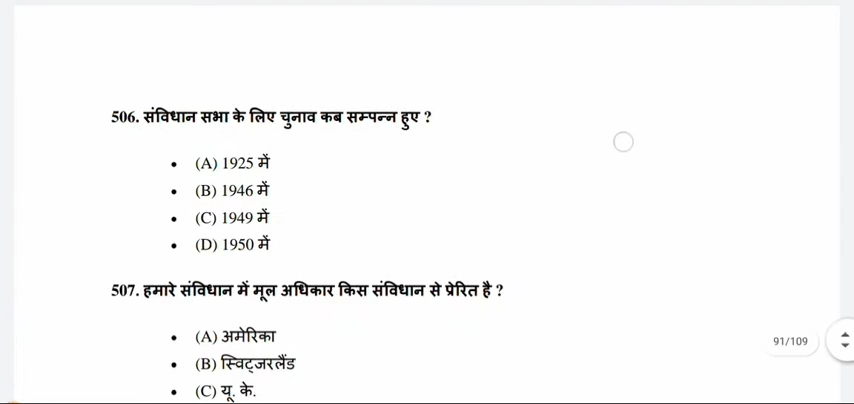 506. संविधान सभा के लिए चुनाव कब सम्पन्न हुए ?
• (A) 1925 में
• (B) 1946 में
• (C) 1949 में
• (D) 1950 में
507. हमारे संविधान में मूल अधिकार किस संविधान से प्रेरित है ?
• (A) अमेरिका
91/109
• (B) स्विट्जरलैंड
• (C) यू. के.